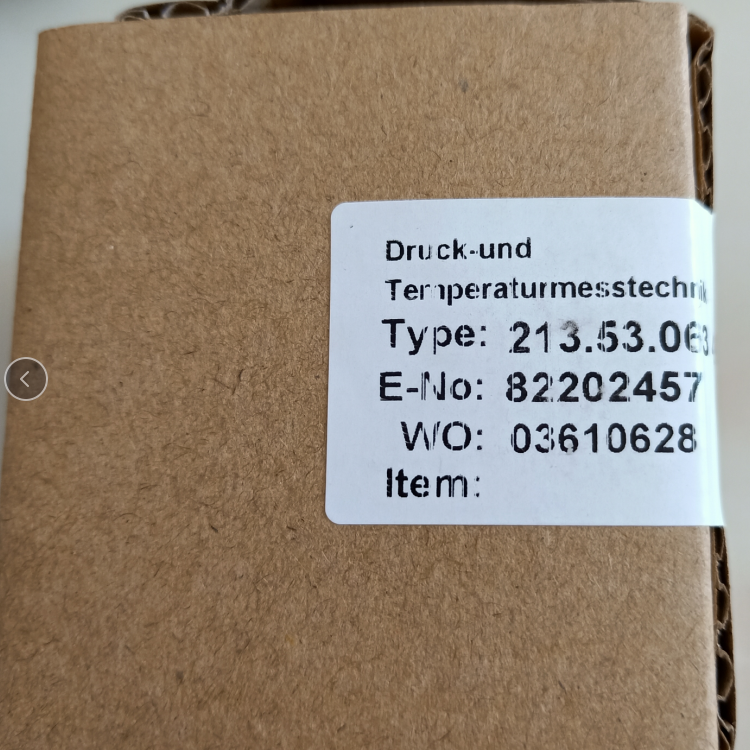 Druck-und
Temperaturmesstechnik
Type: 213.53.063
E-No: 82202457
WO: 03610628
Item: